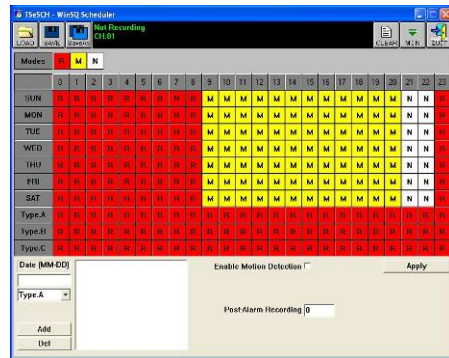 TSeSCH - WinSQ Scheduler
LOAD SAVE SaveAs Not Recording CLEAR MIN QUIT
CH.01
Modes R M N
0 1 2 3 4 5 6 7 8 9 10 11 12 13 14 15 16 17 18 19 20 21 22 23
SUN R R R R R R R R R M M M M M M M M M M M M N N R
MON R R R R R R R R R M M M M M M M M M M M M N N R
TUE R R R R R R R R R M M M M M M M M M M M M N N R
WED R R R R R R R R R M M M M M M M M M M M M N N R
THU R R R R R R R R R M M M M M M M M M M M M N N R
FRI R R R R R R R R R M M M M M M M M M M M M N N R
SAT R R R R R R R R R M M M M M M M M M M M M N N R
Type.A R R R R R R R R R R R R R R R R R R R R R R R R
Type.B R R R R R R R R R R R R R R R R R R R R R R R R
Type.C R R R R R R R R R R R R R R R R R R R R R R R R
Date (MM-DD) Enable Motion Detection Apply
Type.A
Post-Alarm Recording 0
Add
Del